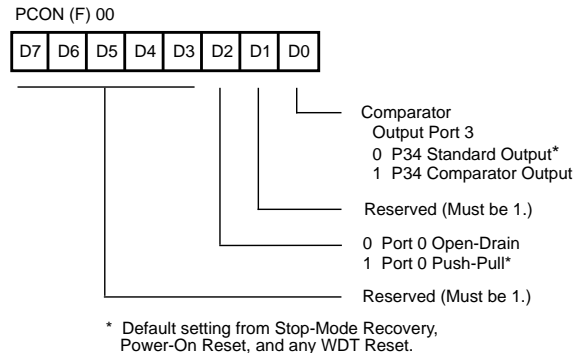 PCON (F) 00
D7 D6 D5 D4 D3 D2 D1 D0
Comparator
Output Port 3
0 P34 Standard Output*
1 P34 Comparator Output
Reserved (Must be 1.)
0 Port 0 Open-Drain
1 Port 0 Push-Pull*
Reserved (Must be 1.)
* Default setting from Stop-Mode Recovery,
Power-On Reset, and any WDT Reset.